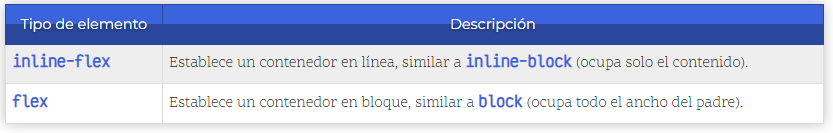 Tipo de elemento Descripción
inline-flex Establece un contenedor en línea, similar a inline-block (ocupa solo el contenido).
flex Establece un contenedor en bloque, similar a block (ocupa todo el ancho del padre).